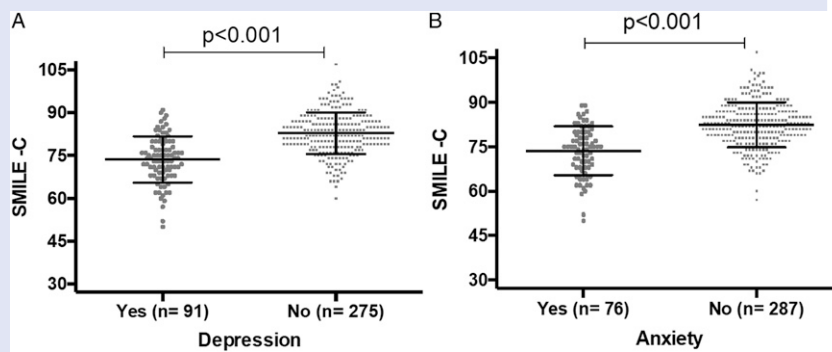 A
p<0.001
SMILE -C
105
90
75
60
45
30
Yes (n= 91)
No (n= 275)
Depression
B
p<0.001
SMILE -C
105
90
75
60
45
30
Yes (n= 76)
No (n= 287)
Anxiety